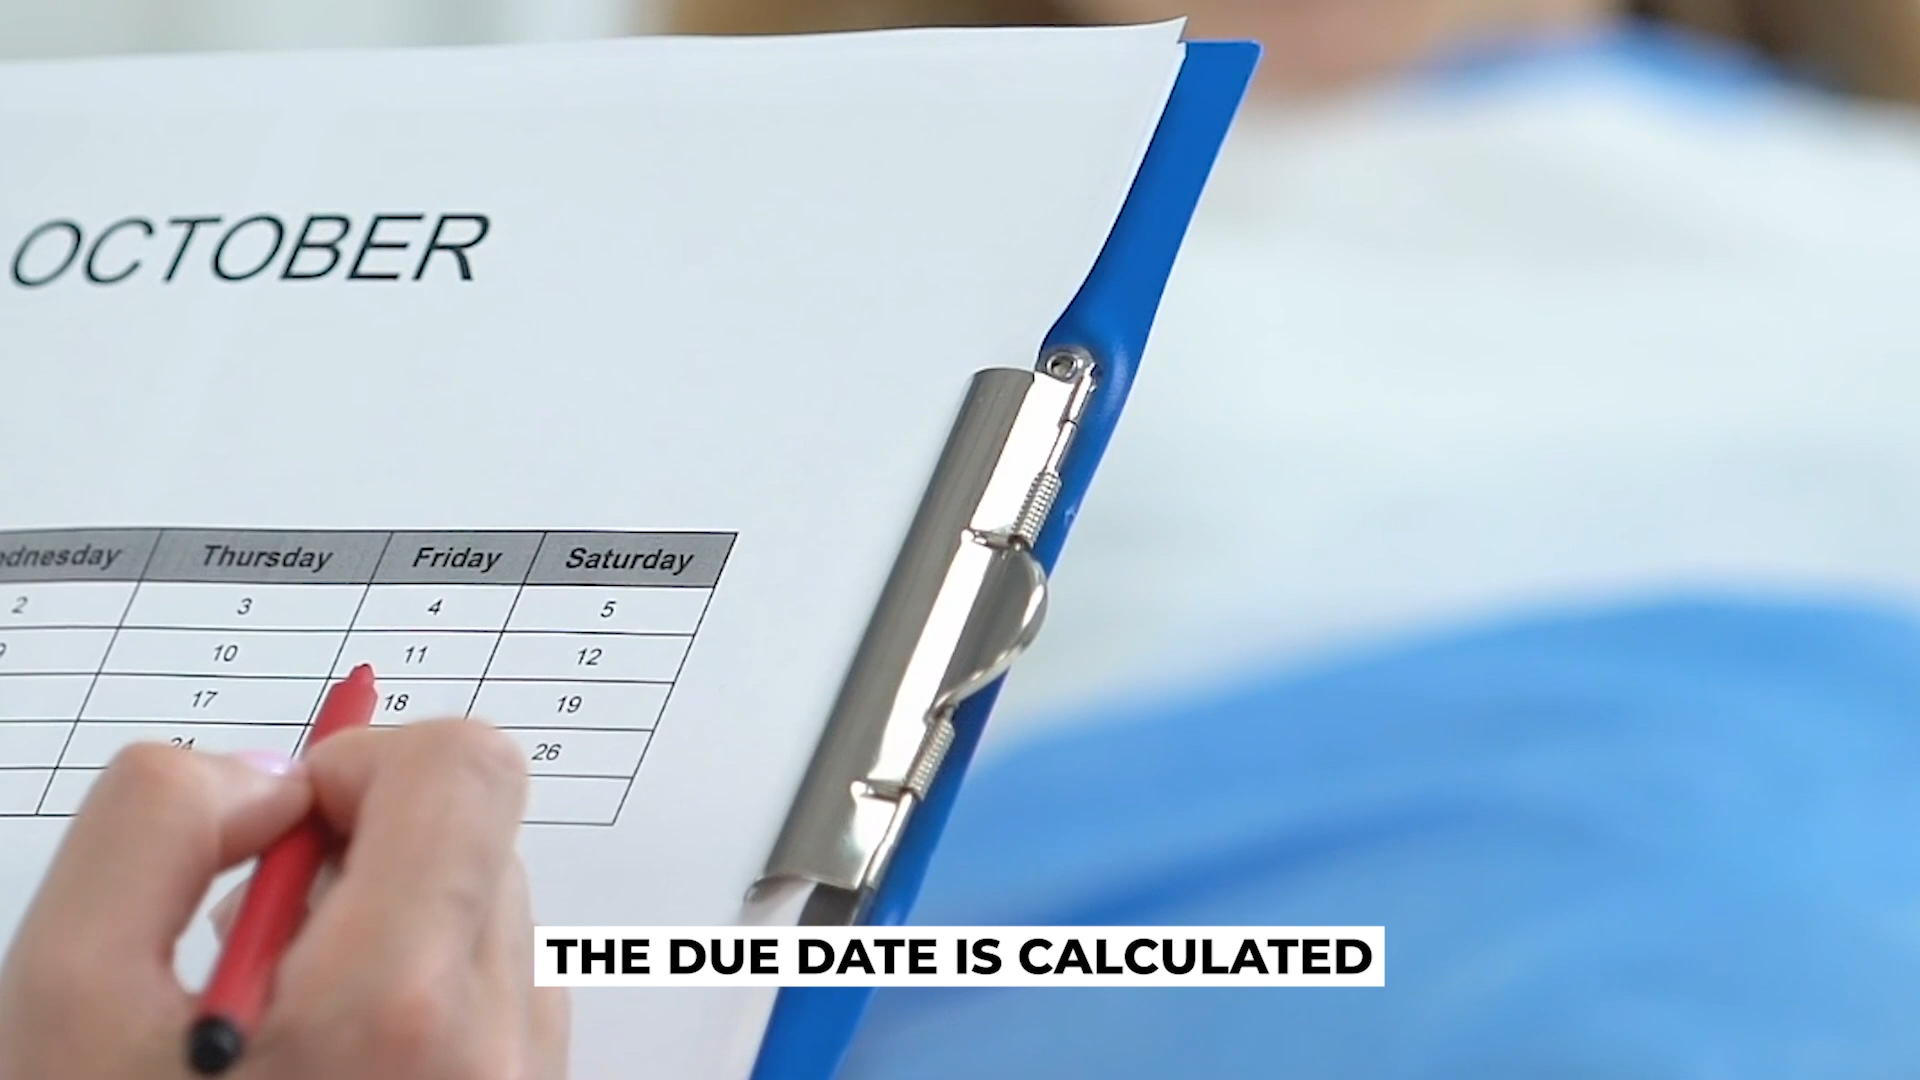 OCTOBER
Thursday Friday Saturday
2 3 4 5
10 11 12
17 18 19
24 26
THE DUE DATE IS CALCULATED